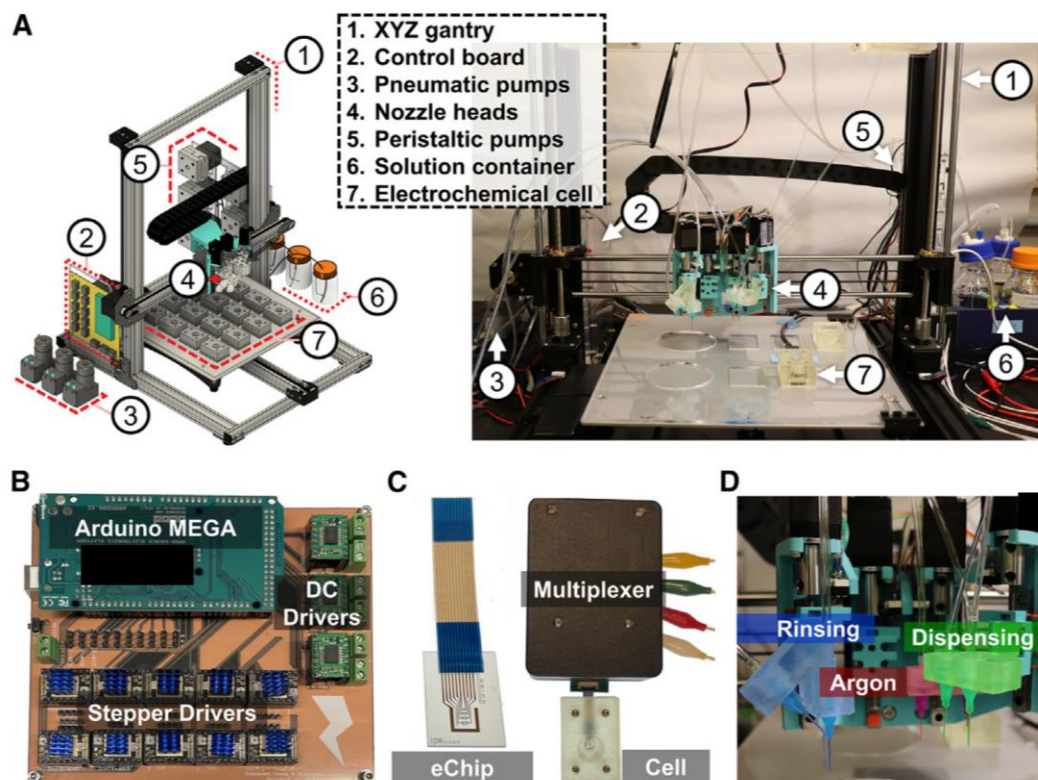 A
1. XYZ gantry
2. Control board
3. Pneumatic pumps
4. Nozzle heads
5. Peristaltic pumps
6. Solution container
7. Electrochemical cell
1
5
2
4
6
7
3
1
5
2
4
3
7
6
B
Arduino MEGA
DC
Drivers
Stepper Drivers
C
Multiplexer
eChip
Cell
D
Rinsing
Dispensing
Argon